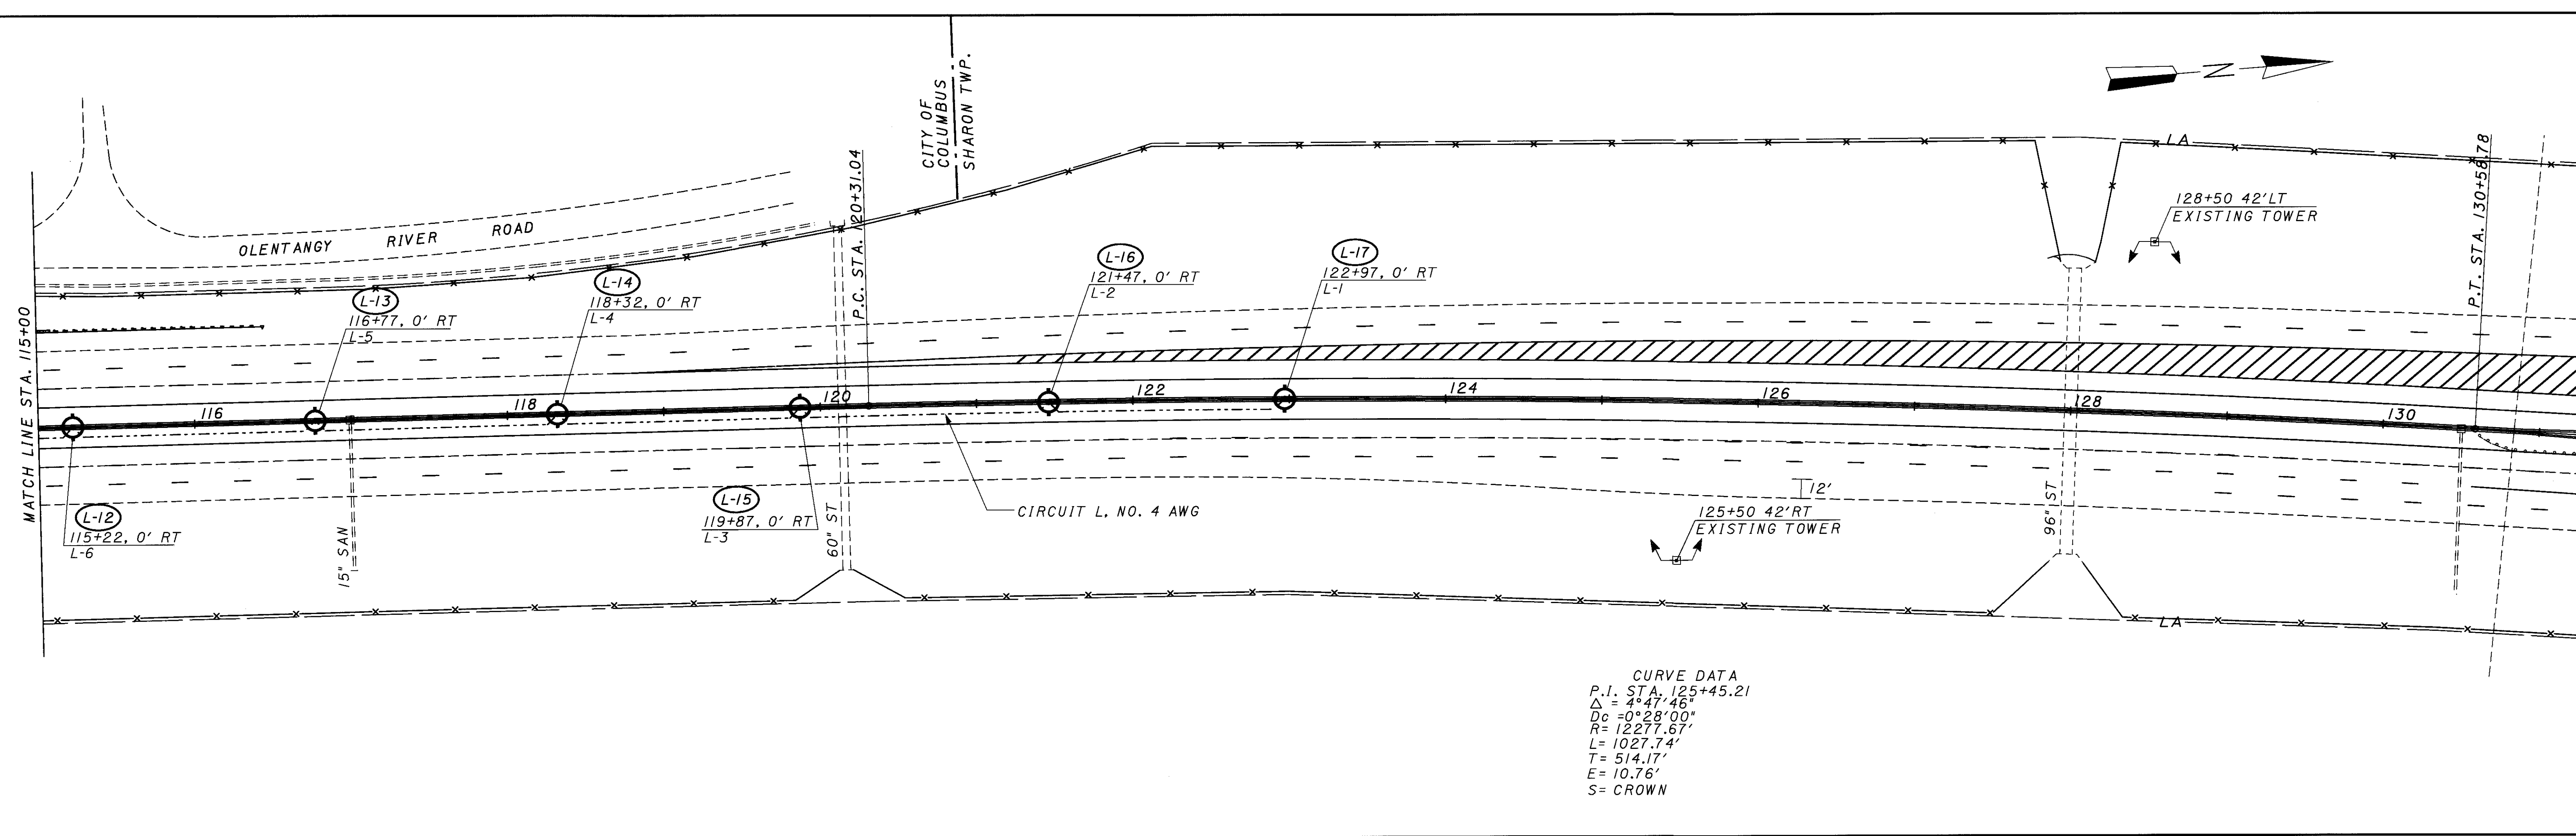 MATCH LINE STA. 115+00
OLENTANGY RIVER ROAD
CITY OF
COLUMBUS
SHARON TWP.
N
P.C. STA. 120+31.04
LA
P.T. STA. 130+58.78
128+50 42'LT
EXISTING TOWER
L-12
115+22, 0' RT
L-6
L-13
116+77, 0' RT
L-5
L-14
118+32, 0' RT
L-4
L-15
119+87, 0' RT
L-3
L-16
121+47, 0' RT
L-2
L-17
122+97, 0' RT
L-1
116
118
120
122
124
126
128
130
15" SAN
60" ST
CIRCUIT L, NO. 4 AWG
12'
125+50 42'RT
EXISTING TOWER
96" ST
LA
CURVE DATA
P.I. STA. 125+45.21
△ = 4°47'46"
Dc =0°28'00"
R= 12277.67'
L= 1027.74'
T= 514.17'
E= 10.76'
S= CROWN